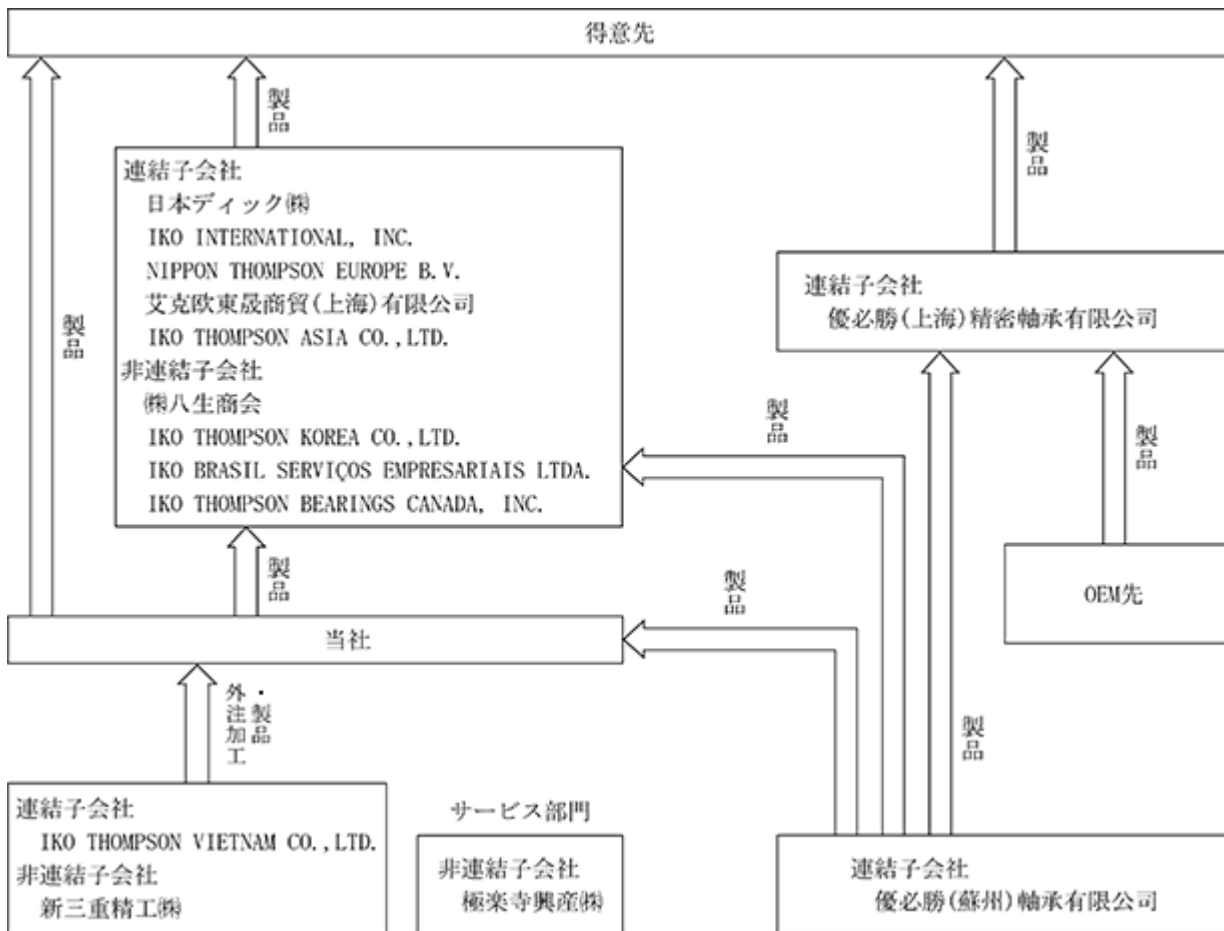 得意先
製品
製品
製品
連結子会社
日本ディック㈱
IKO INTERNATIONAL, INC.
NIPPON THOMPSON EUROPE B.V.
艾克欧東晟商貿(上海)有限公司
IKO THOMPSON ASIA CO.,LTD.
非連結子会社
㈱八生商会
IKO THOMPSON KOREA CO.,LTD.
IKO BRASIL SERVIÇOS EMPRESARIAIS LTDA.
IKO THOMPSON BEARINGS CANADA, INC.
連結子会社
優必勝(上海)精密軸承有限公司
製品
製品
製品
製品
OEM先
当社
・製品
外注加工
製品
連結子会社
IKO THOMPSON VIETNAM CO.,LTD.
非連結子会社
新三重精工㈱
サービス部門
非連結子会社
極楽寺興産㈱
連結子会社
優必勝(蘇州)軸承有限公司